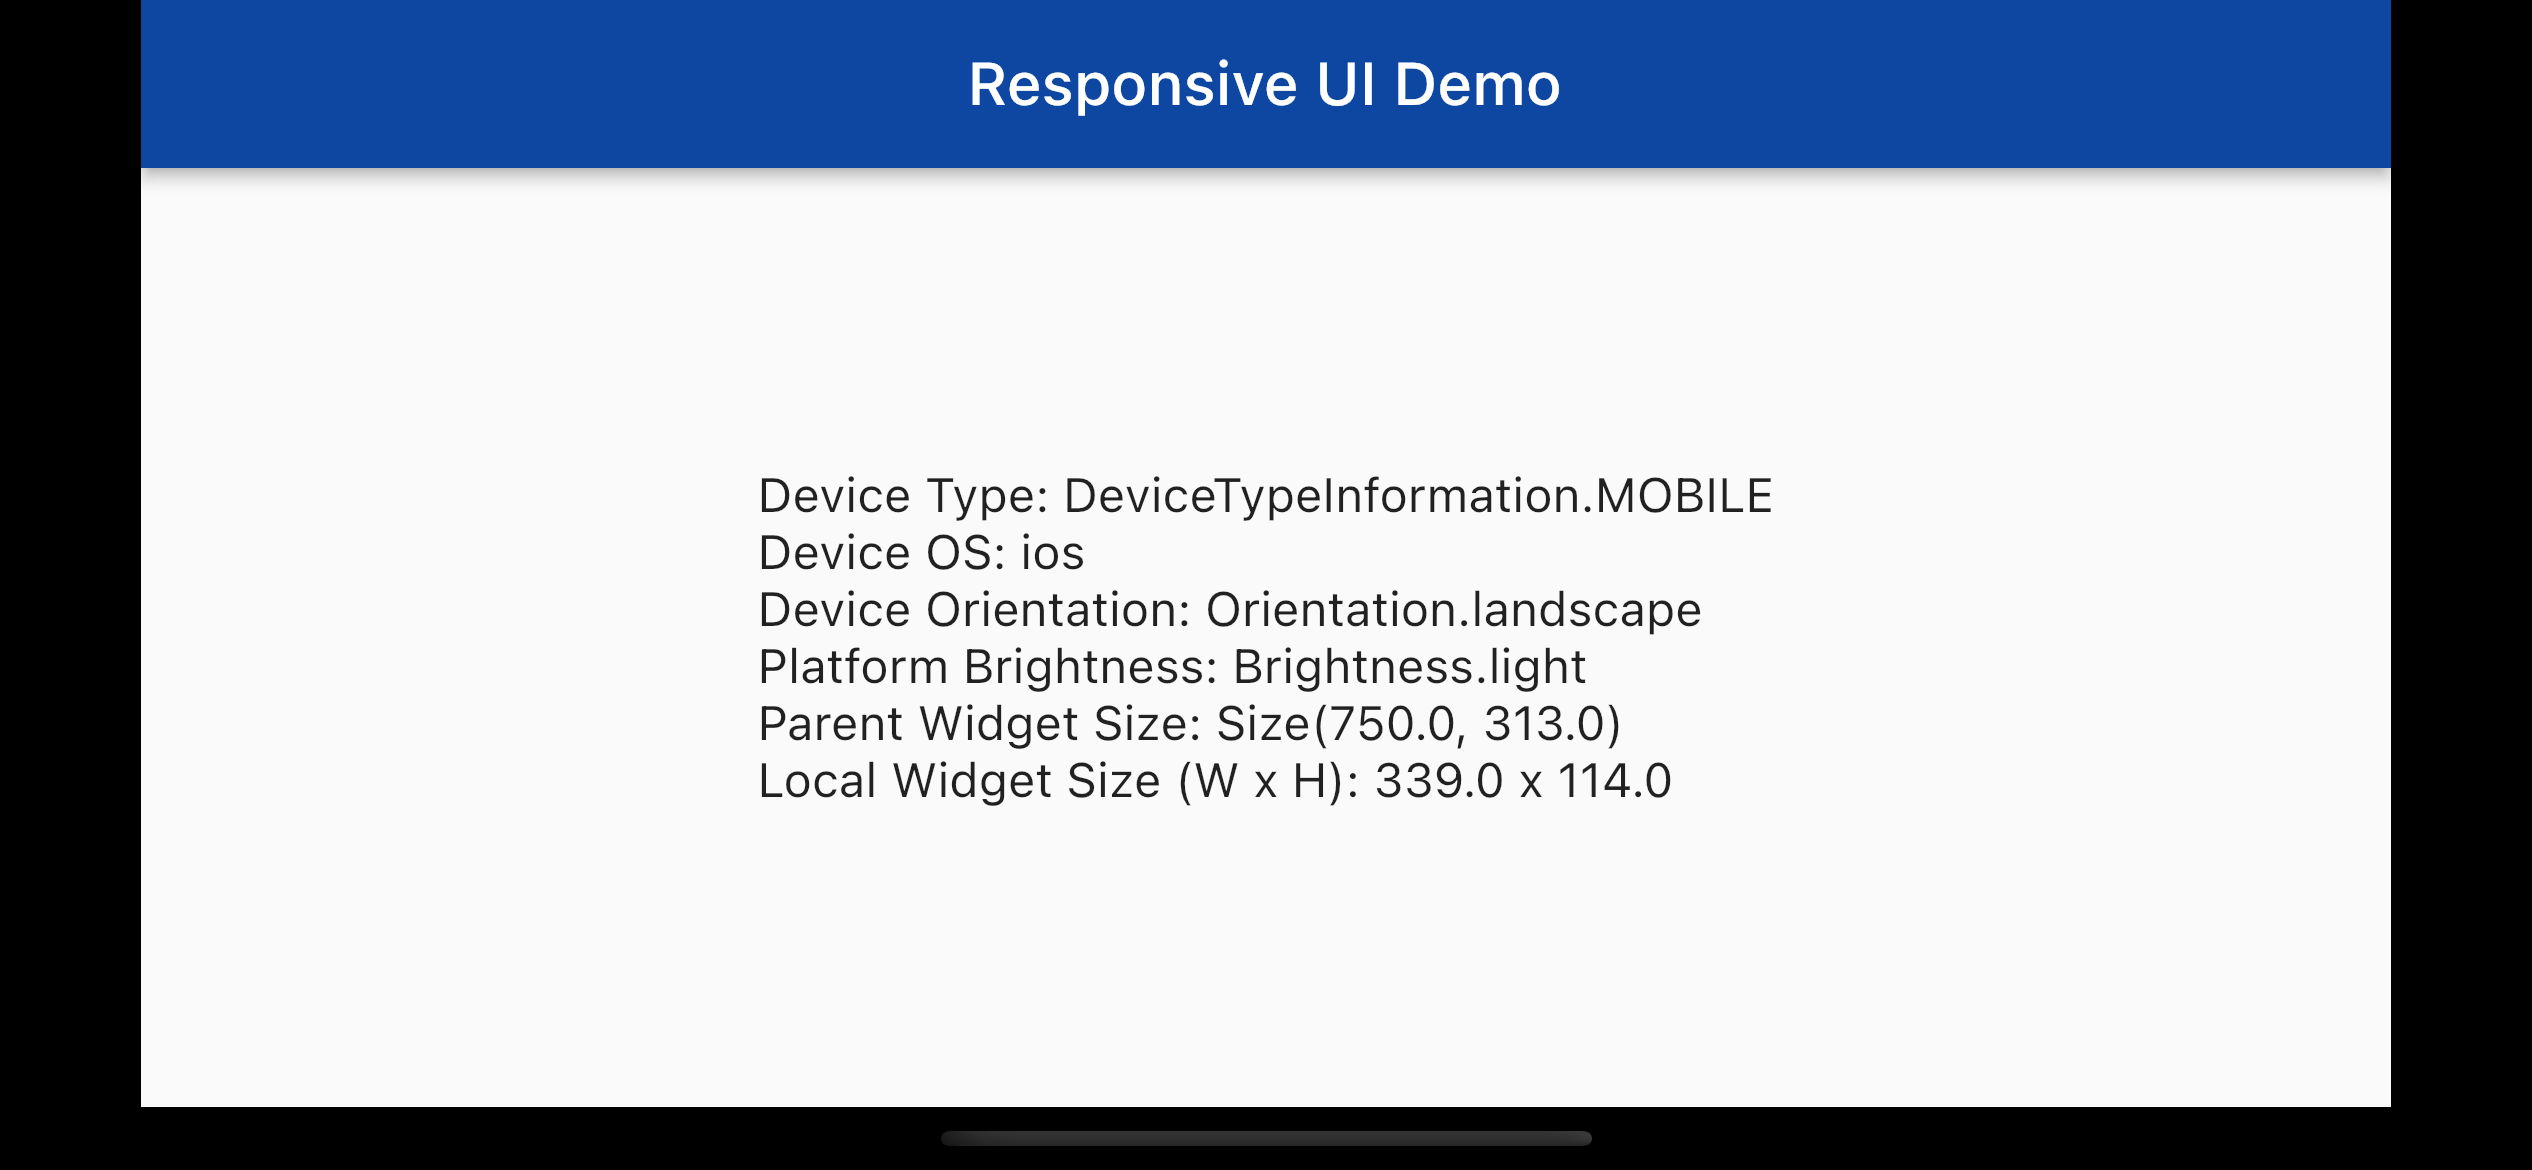 Responsive UI Demo
Device Type: DeviceTypeInformation.MOBILE
Device OS: ios
Device Orientation: Orientation.landscape
Platform Brightness: Brightness.light
Parent Widget Size: Size(750.0, 313.0)
Local Widget Size (W x H): 339.0 x 114.0